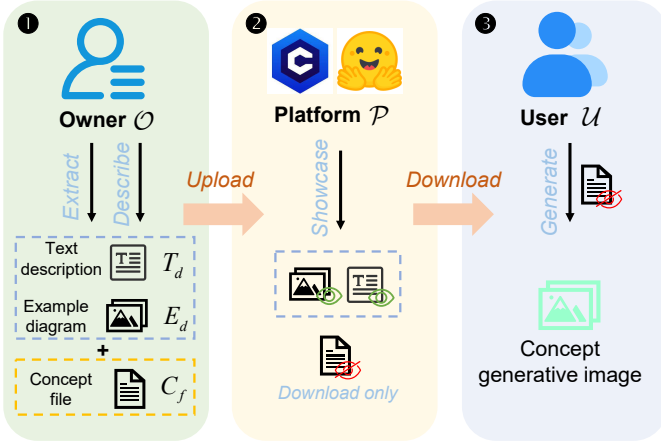 ❶
Owner 𝒪
Extract
Describe
Text
description
T
T_d
Example
diagram
E_d
+
Concept
file
C_f
Upload
❷
C
Platform 𝒫
Showcase
T
Download only
Download
❸
User 𝒰
Generate
Concept
generative image